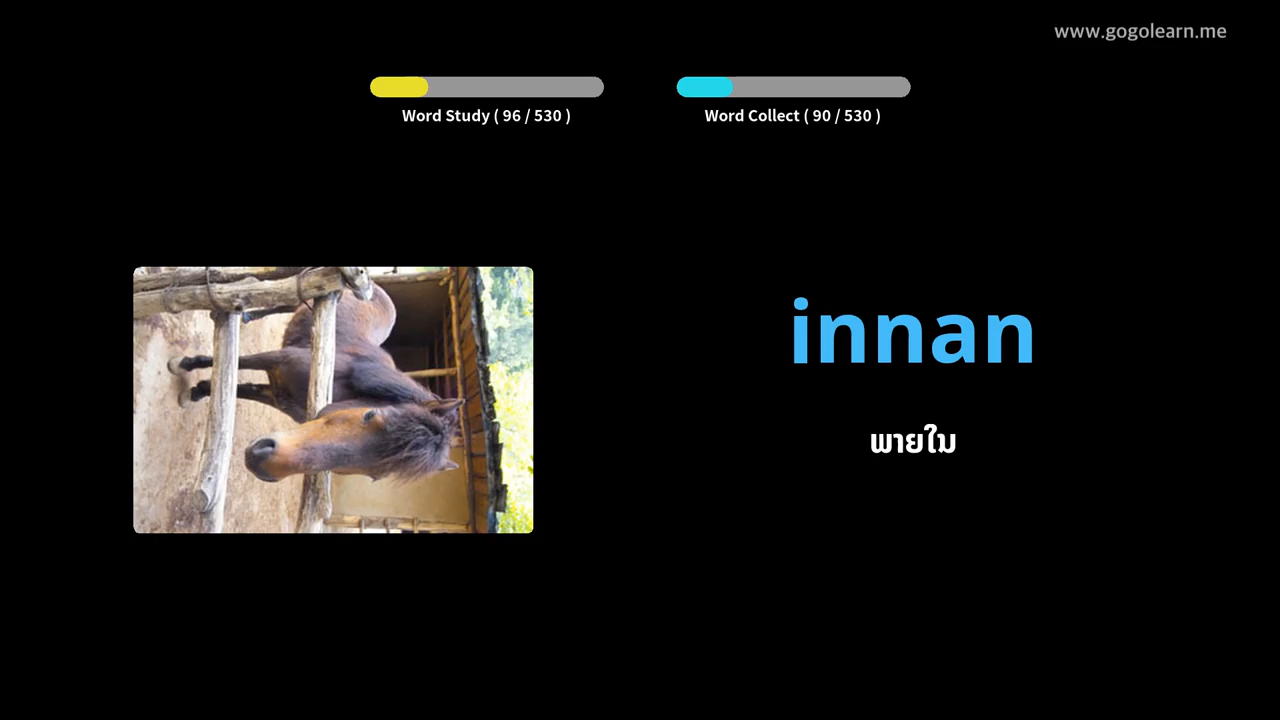 www.gogolearn.me
Word Study ( 96 / 530 )
Word Collect ( 90 / 530 )
innan
ພາຍໃນ